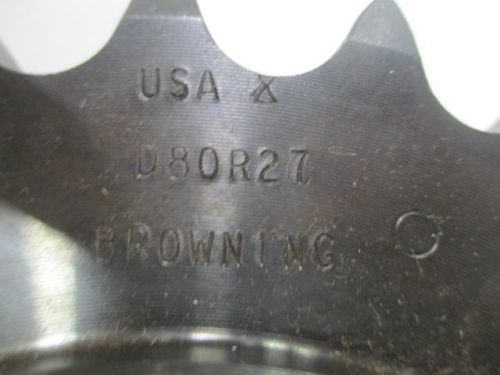 USA X
D80R27
BROWNING